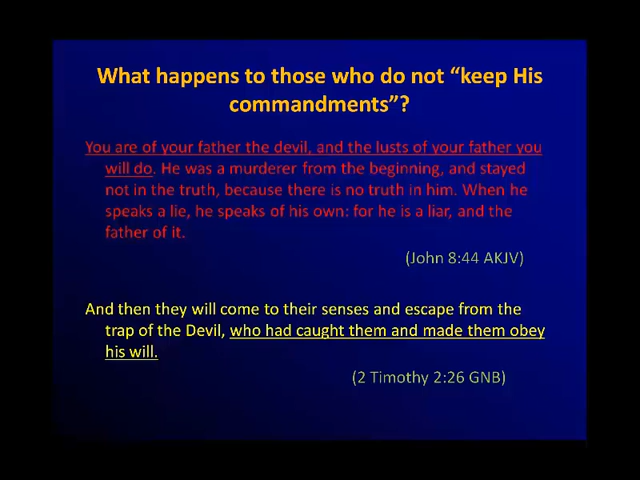 What happens to those who do not “keep His
commandments”?
You are of your father the devil, and the lusts of your father you
will do. He was a murderer from the beginning, and stayed
not in the truth, because there is no truth in him. When he
speaks a lie, he speaks of his own: for he is a liar, and the
father of it.
(John 8:44 AKJV)
And then they will come to their senses and escape from the
trap of the Devil, who had caught them and made them obey
his will.
(2 Timothy 2:26 GNB)